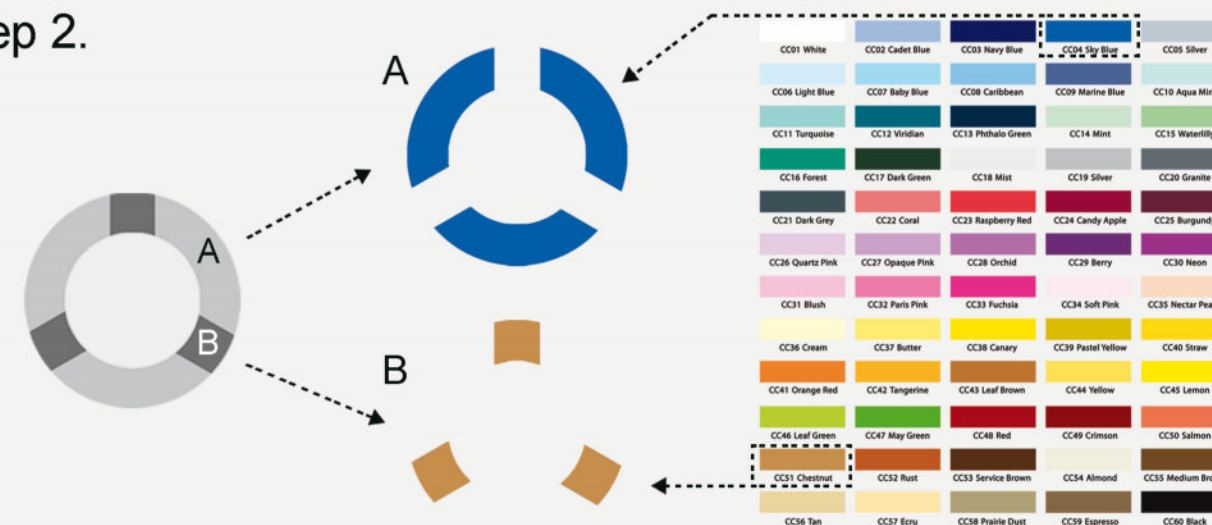 ep 2.
A
B
A
B
CC01 White
CC02 Cadet Blue
CC03 Navy Blue
CC04 Sky Blue
CC05 Silver
CC06 Light Blue
CC07 Baby Blue
CC08 Caribbean
CC09 Marine Blue
CC10 Aqua Min
CC11 Turquoise
CC12 Viridian
CC13 Phthalo Green
CC14 Mint
CC15 Waterlilly
CC16 Forest
CC17 Dark Green
CC18 Mist
CC19 Silver
CC20 Granite
CC21 Dark Grey
CC22 Coral
CC23 Raspberry Red
CC24 Candy Apple
CC25 Burgund
CC26 Quartz Pink
CC27 Opaque Pink
CC28 Orchid
CC29 Berry
CC30 Neon
CC31 Blush
CC32 Paris Pink
CC33 Fuchsia
CC34 Soft Pink
CC35 Nectar Pea
CC36 Cream
CC37 Butter
CC38 Canary
CC39 Pastel Yellow
CC40 Straw
CC41 Orange Red
CC42 Tangerine
CC43 Leaf Brown
CC44 Yellow
CC45 Lemon
CC46 Leaf Green
CC47 May Green
CC48 Red
CC49 Crimson
CC50 Salmon
CC51 Chestnut
CC52 Rust
CC53 Service Brown
CC54 Almond
CC55 Medium Bro
CC56 Tan
CC57 Ecru
CC58 Prairie Dust
CC59 Espresso
CC60 Black